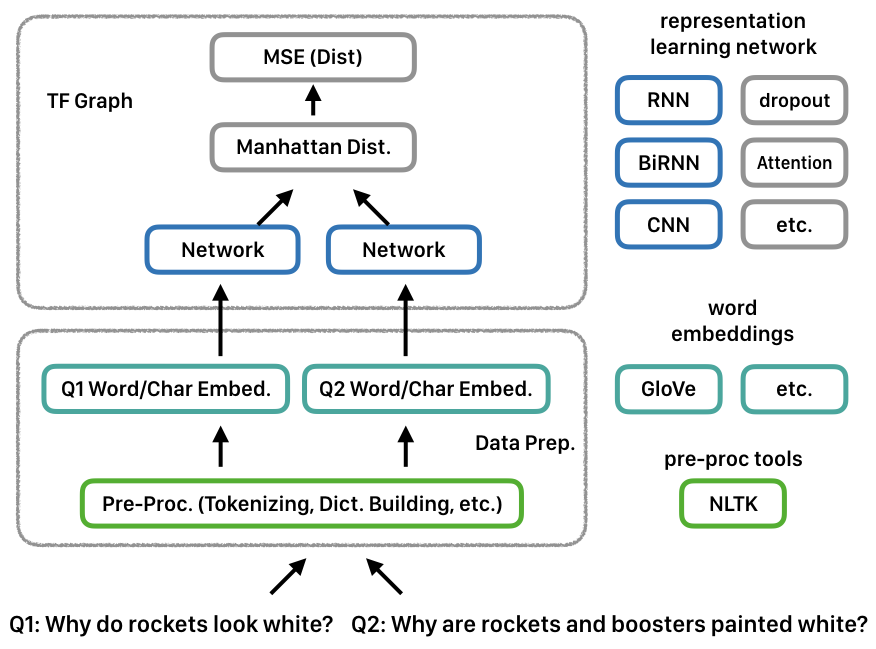 TF Graph
MSE (Dist)
Manhattan Dist.
Network
Network
Q1 Word/Char Embed.
Q2 Word/Char Embed.
Data Prep.
Pre-Proc. (Tokenizing, Dict. Building, etc.)
Q1: Why do rockets look white?
Q2: Why are rockets and boosters painted white?
representation
learning network
RNN
dropout
BiRNN
Attention
CNN
etc.
word
embeddings
GloVe
etc.
pre-proc tools
NLTK